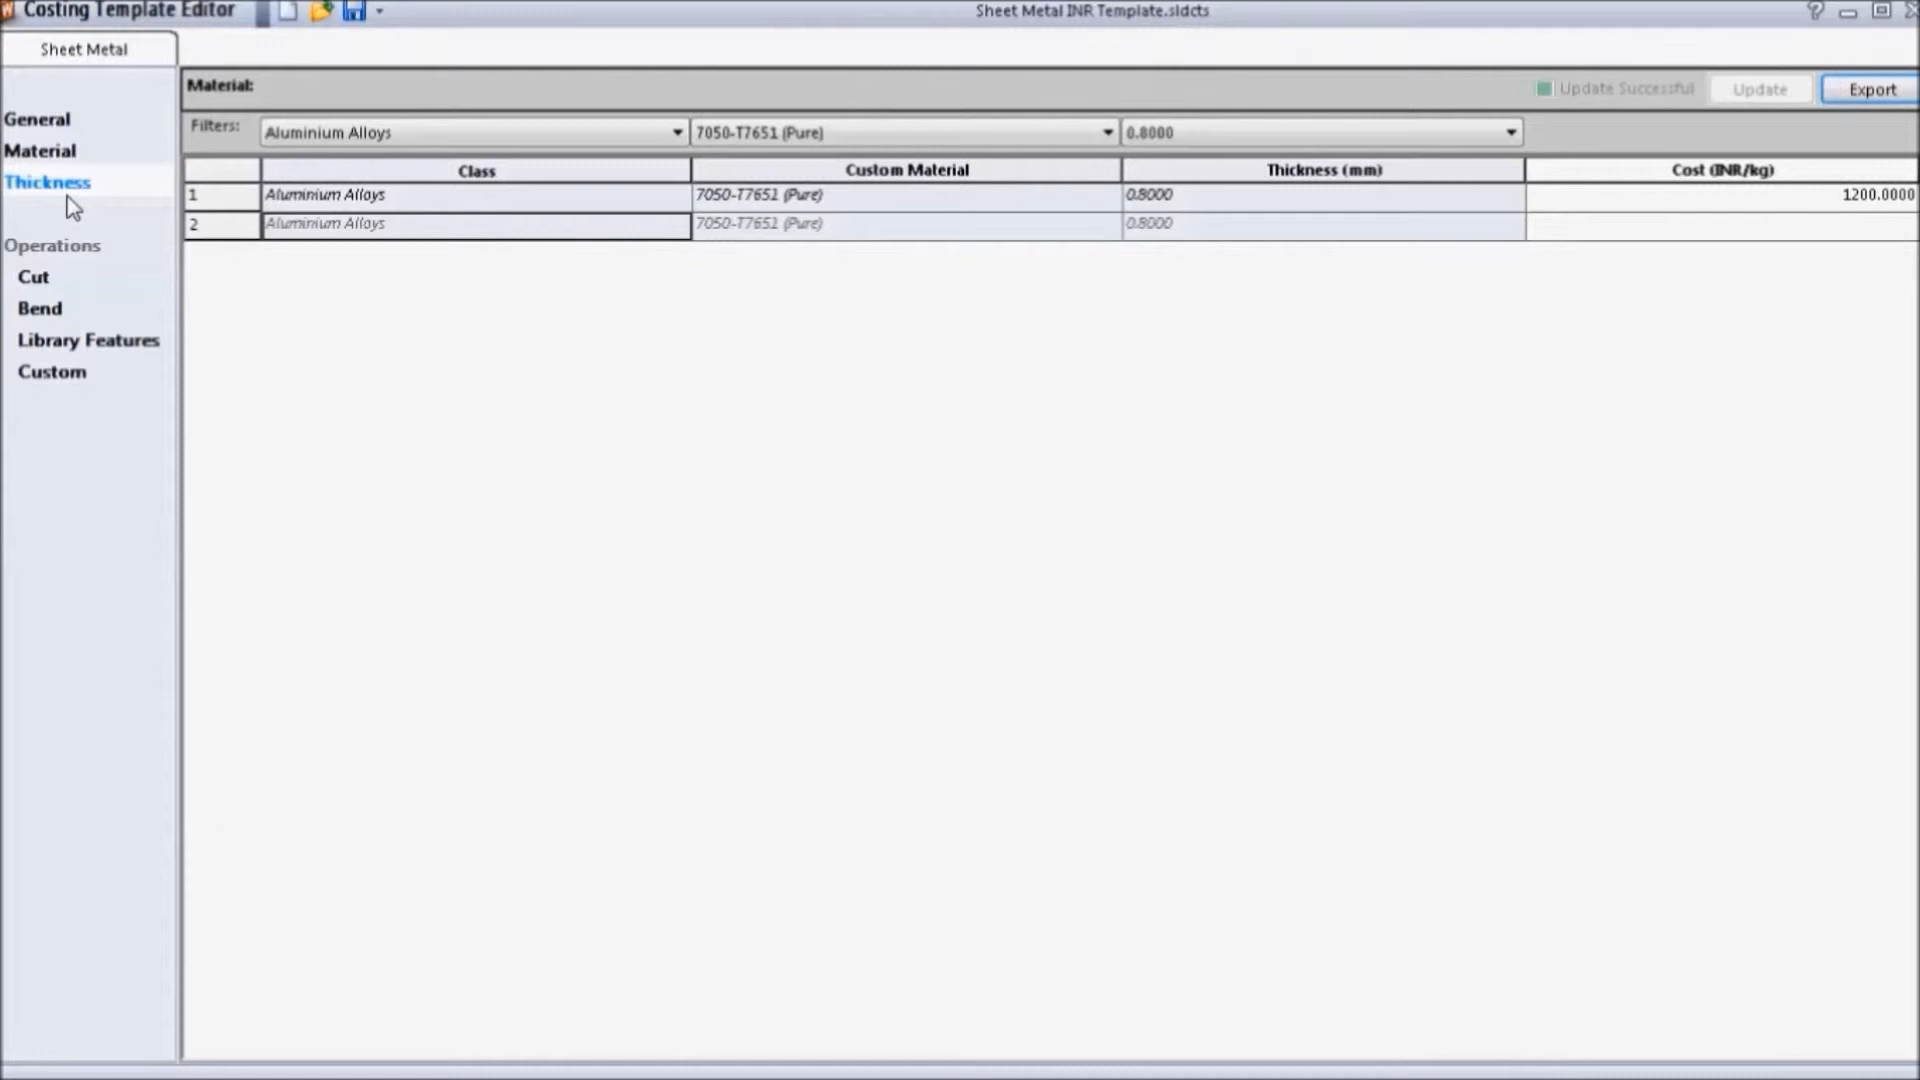 Costing Template Editor
Sheet Metal INR Template.sldcts
Sheet Metal
Material:
Update Successful
Update
Export
General
Material
Thickness
Operations
Cut
Bend
Library Features
Custom
Filters: Aluminium Alloys 7050-T7651 (Pure) 0.8000
Class Custom Material Thickness (mm) Cost (INR/kg)
1 Aluminium Alloys 7050-T7651 (Pure) 0.8000 1200.0000
2 Aluminium Alloys 7050-T7651 (Pure) 0.8000